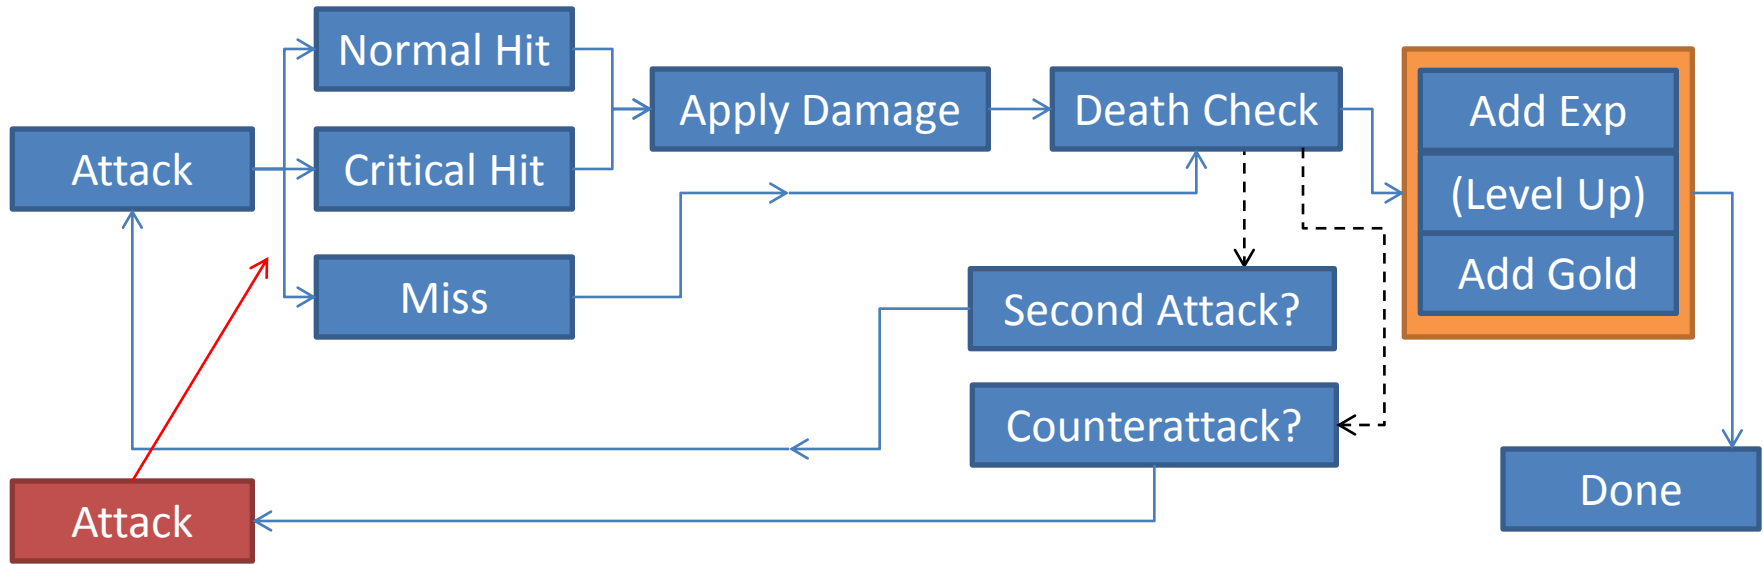 Normal Hit
Attack
Critical Hit
Miss
Apply Damage
Death Check
Second Attack?
Counterattack?
Add Exp
(Level Up)
Add Gold
Done
Attack